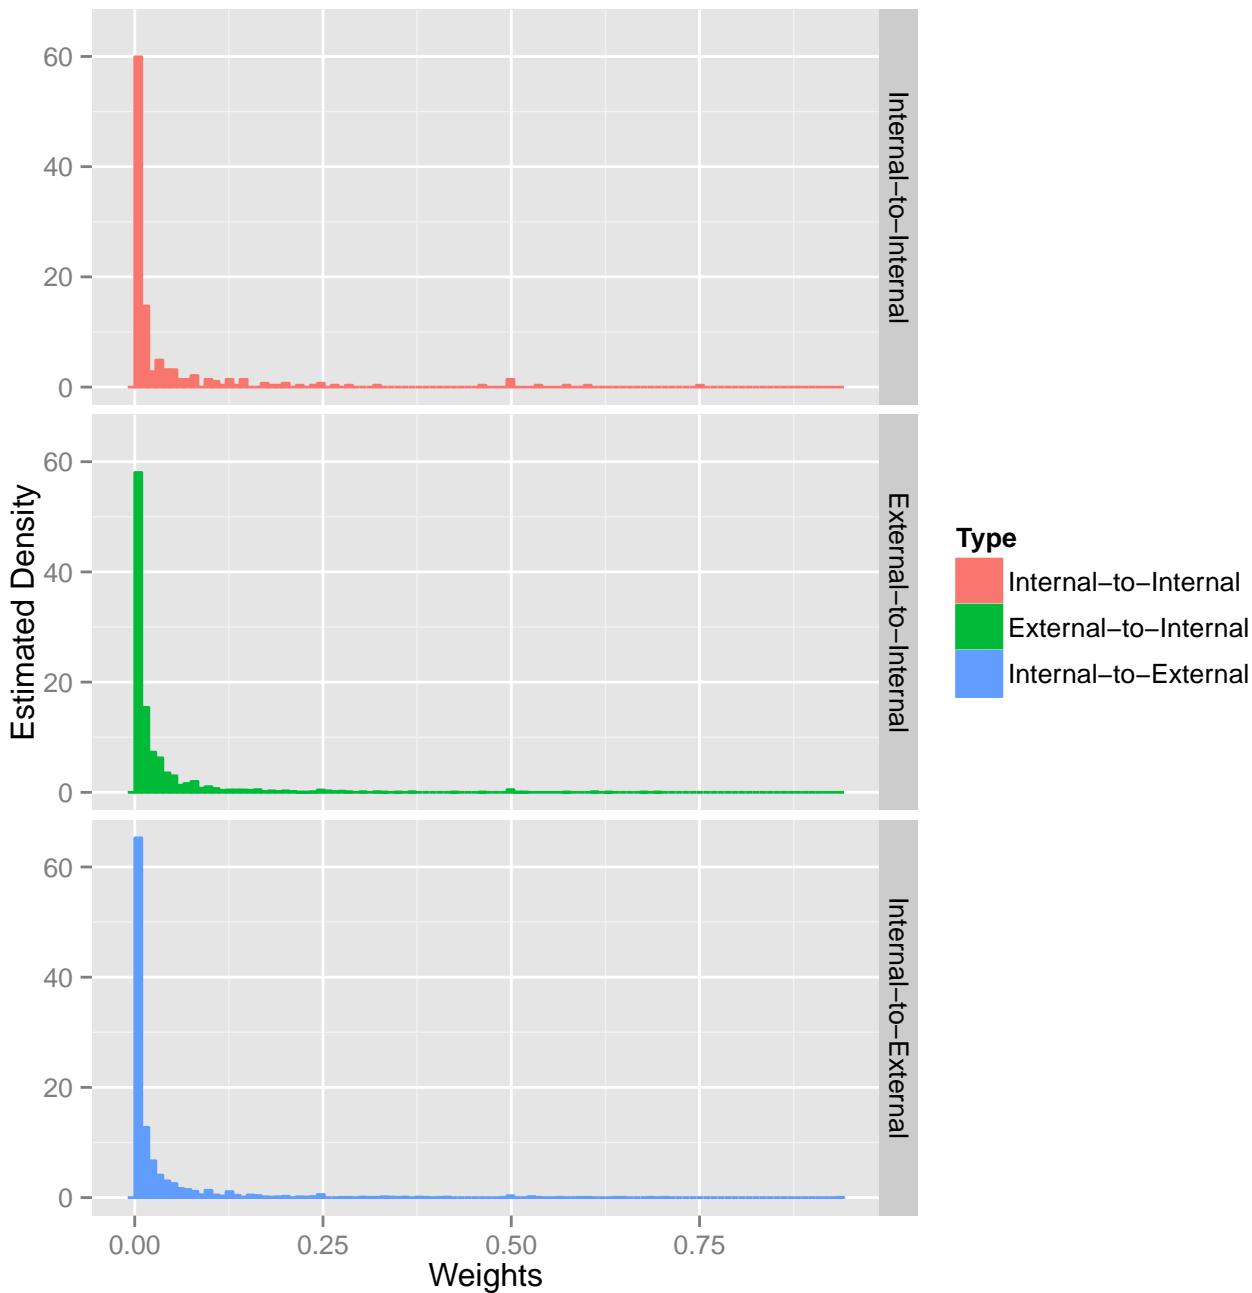 60
40
20
0
Internal−to−Internal
60
40
20
0
External−to−Internal
60
40
20
0
Internal−to−External
Estimated Density
0.00 0.25 0.50 0.75
Weights
Type
Internal−to−Internal
External−to−Internal
Internal−to−External